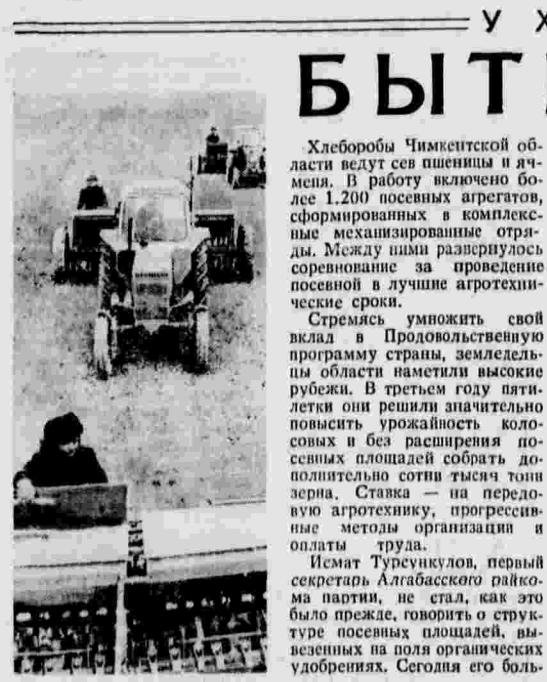 У Х
БЫТ
Хлеборобы Чимкентской об-
ласти ведут сев пшеницы и яч-
меня. В работу включено бо-
лее 1.200 посевных агрегатов,
сформированных в комплекс-
ные механизированные отря-
ды. Между ними развернулось
соревнование за проведение
посевной в лучшие агротехни-
ческие сроки.
Стремясь умножить свой
вклад в Продовольственную
программу страны, земледель-
цы области наметили высокие
рубежи. В третьем году пяти-
летки они решили значительно
повысить урожайность коло-
совых и без расширения по-
севных площадей собрать до-
полнительно сотни тысяч тонн
зерна. Ставка — на передо-
вую агротехнику, прогрессив-
ные методы организации и
оплаты труда.
Исмат Турсункулов, первый
секретарь Алгабасского райко-
ма партии, не стал, как это
было прежде, говорить о струк-
туре посевных площадей, вы-
везенных на поля органических
удобрениях. Сегодня его боль-